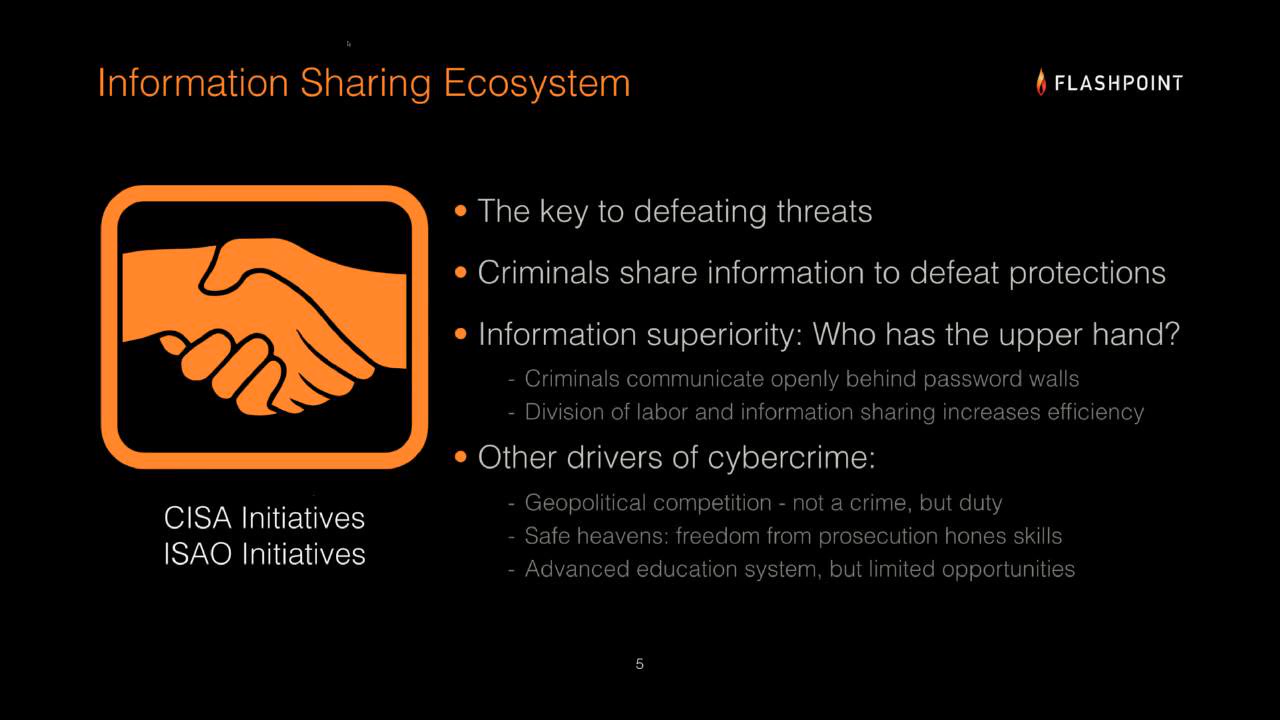 Information Sharing Ecosystem
FLASHPOINT
• The key to defeating threats
• Criminals share information to defeat protections
• Information superiority: Who has the upper hand?
- Criminals communicate openly behind password walls
- Division of labor and information sharing increases efficiency
• Other drivers of cybercrime:
- Geopolitical competition - not a crime, but duty
- Safe heavens: freedom from prosecution hones skills
- Advanced education system, but limited opportunities
CISA Initiatives
ISAO Initiatives
5